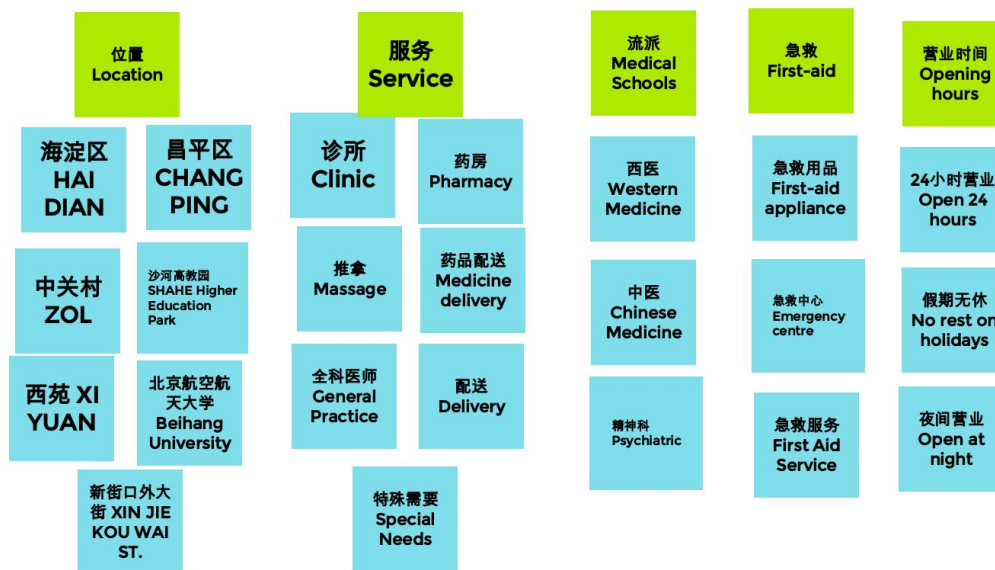 位置
Location
海淀区
HAI
DIAN
昌平区
CHANG
PING
中关村
ZOL
沙河高教园
SHAHE Higher
Education
Park
西苑 XI
YUAN
北京航空航
天大学
Beihang
University
新街口外大
街 XIN JIE
KOU WAI
ST.
服务
Service
诊所
Clinic
药房
Pharmacy
推拿
Massage
药品配送
Medicine
delivery
全科医师
General
Practice
配送
Delivery
特殊需要
Special
Needs
流派
Medical
Schools
西医
Western
Medicine
中医
Chinese
Medicine
精神科
Psychiatric
急救
First-aid
急救用品
First-aid
appliance
急救中心
Emergency
centre
急救服务
First Aid
Service
营业时间
Opening
hours
24小时营业
Open 24
hours
假期无休
No rest on
holidays
夜间营业
Open at
night